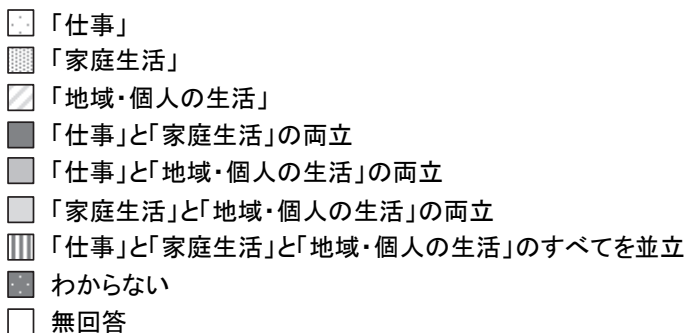 「仕事」
「家庭生活」
「地域・個人の生活」
「仕事」と「家庭生活」の両立
「仕事」と「地域・個人の生活」の両立
「家庭生活」と「地域・個人の生活」の両立
「仕事」と「家庭生活」と「地域・個人の生活」のすべてを並立
わからない
無回答